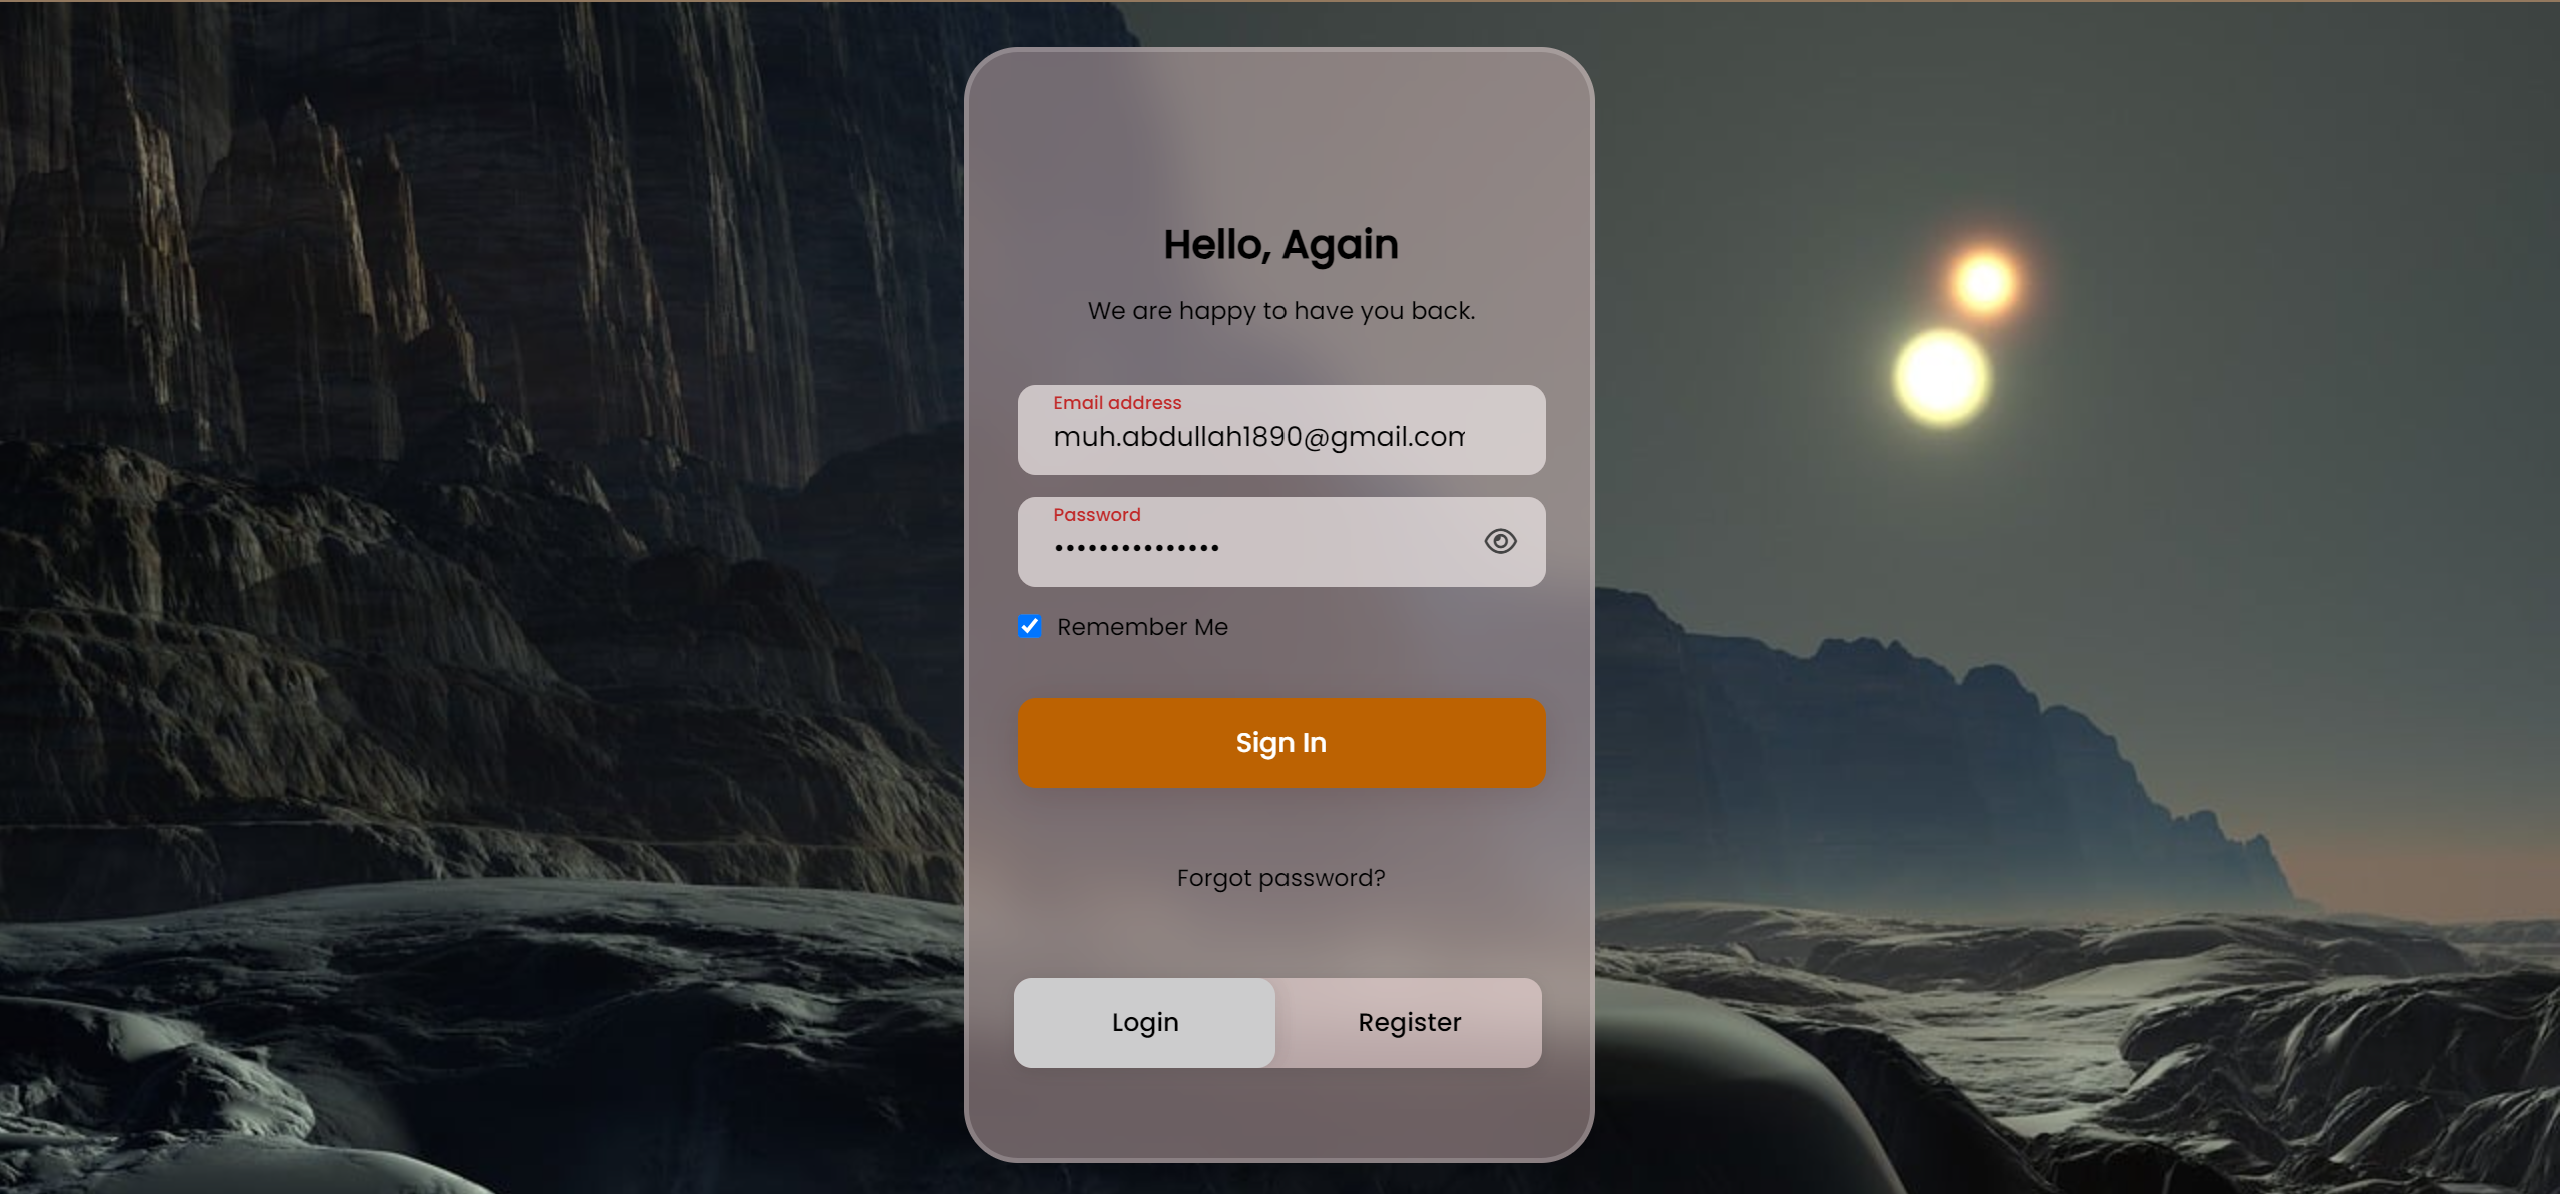 Hello, Again
We are happy to have you back.
Email address
muh.abdullah1890@gmail.com
Password
•••••••••••••••
Remember Me
Sign In
Forgot password?
Login
Register